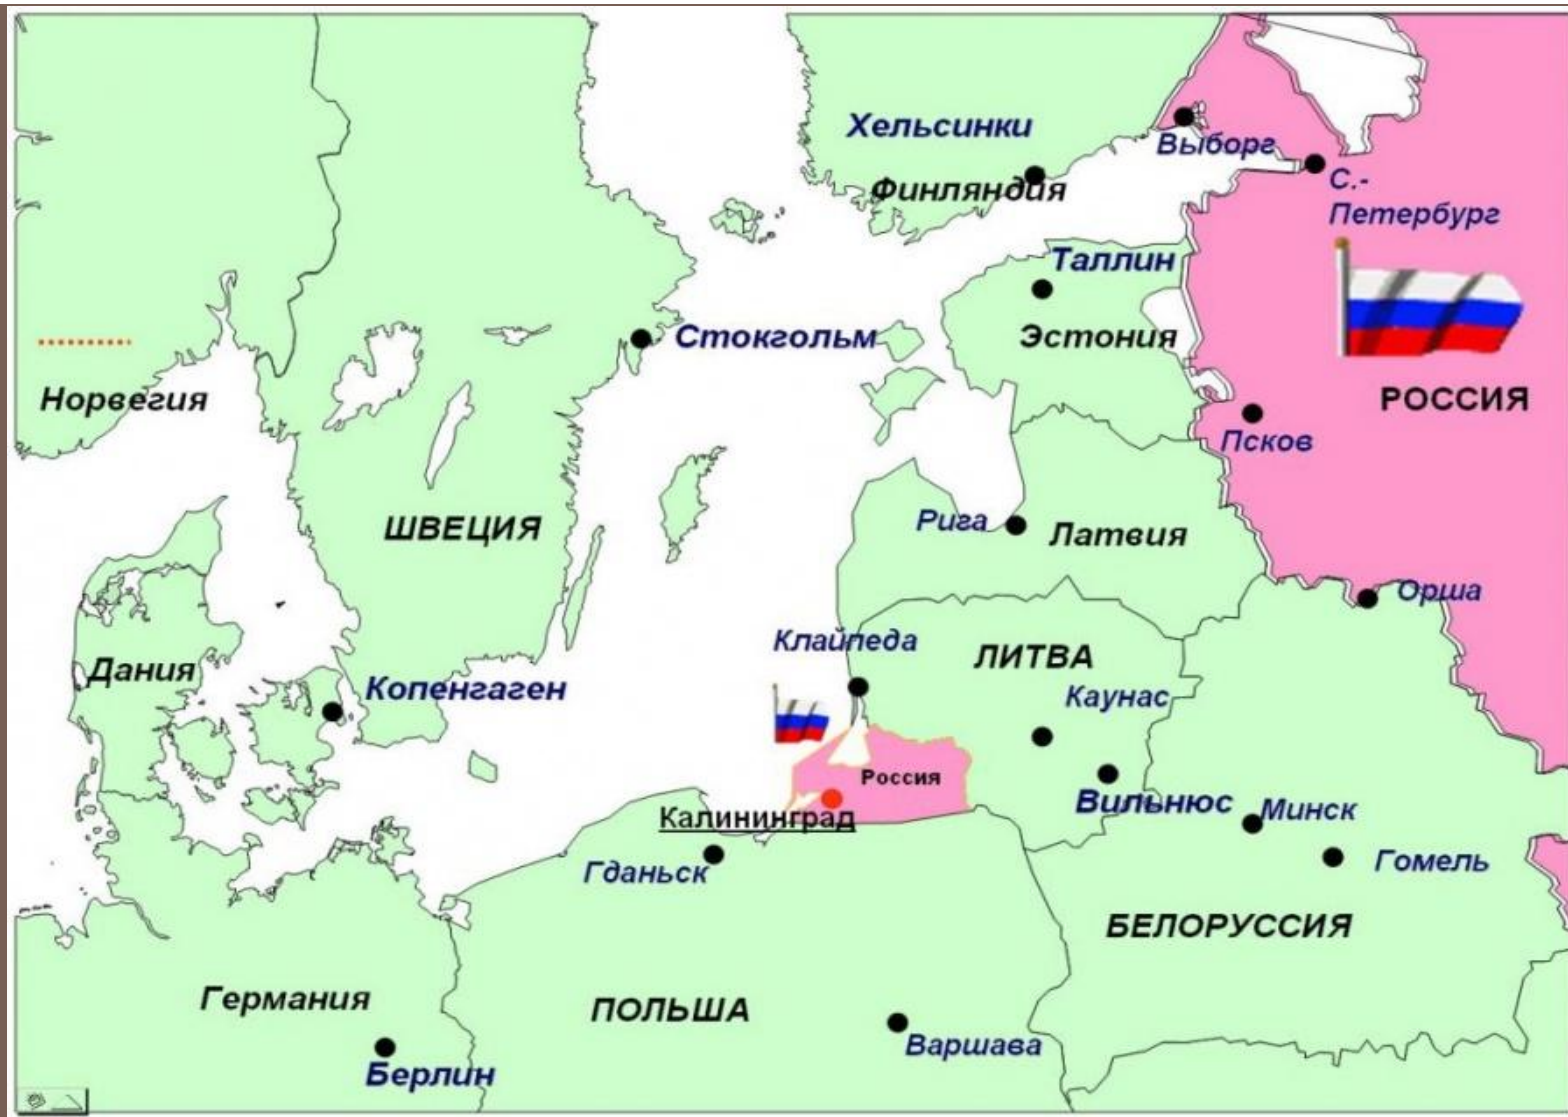 Хельсинки
Финляндия
Выборг
С.-
Петербург
Таллин
Эстония
Стокгольм
Норвегия
РОССИЯ
Псков
ШВЕЦИЯ
Рига
Латвия
Орша
Клайпеда
ЛИТВА
Дания
Копенгаген
Каунас
Россия
Вильнюс
Минск
Калининград
Гданьск
Гомель
БЕЛОРУССИЯ
Германия
ПОЛЬША
Варшава
Берлин